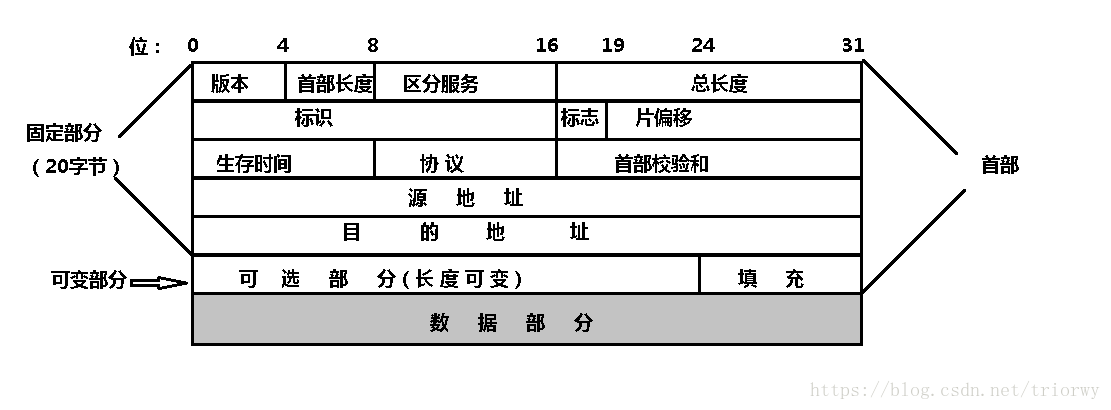 位： 0 4 8 16 19 24 31
版本 首部长度 区分服务 总长度
标识 标志 片偏移
固定部分
（20字节）
生存时间 协 议 首部校验和
首部
源 地 址
目 的 地 址
可变部分
可 选 部 分(长 度 可 变) 填 充
数 据 部 分
https://blog.csdn.net/triorwy